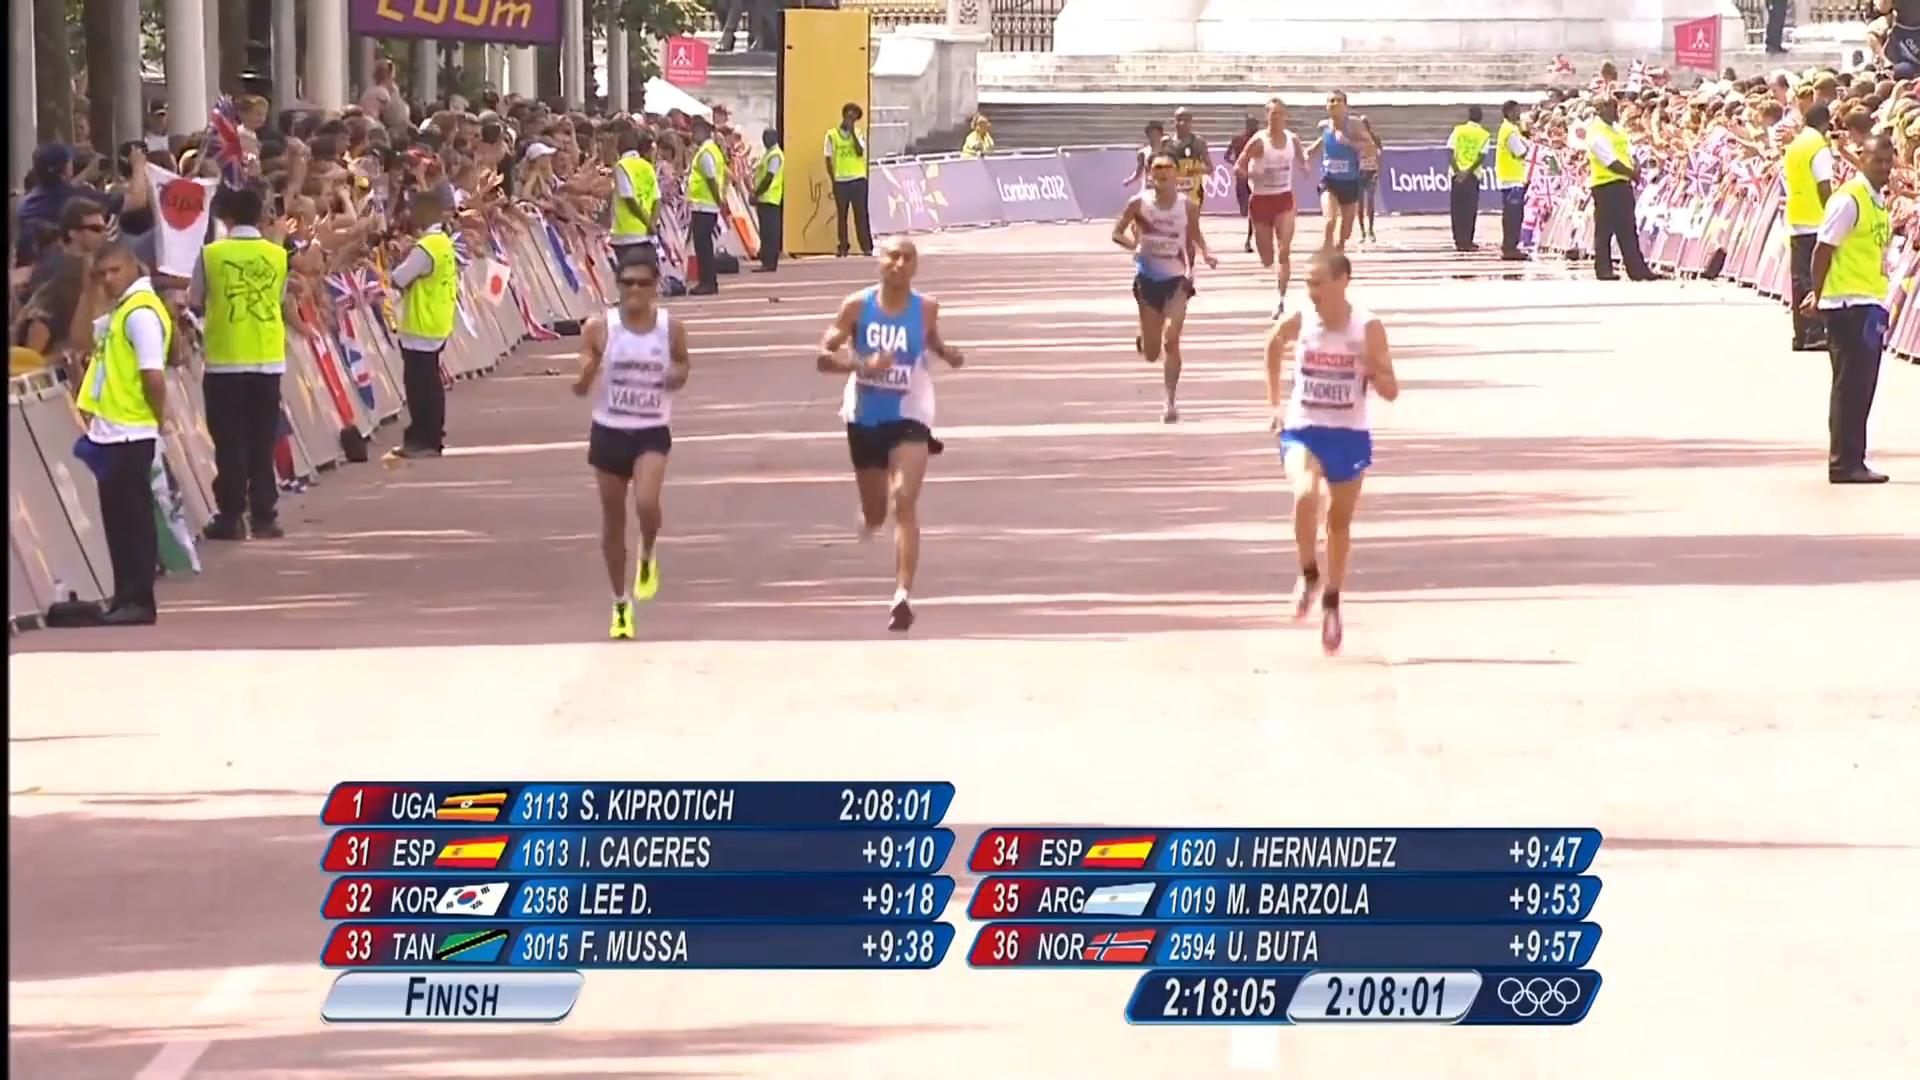 200m
London 2012
London 2012
GUA
GARCIA
VARGAS
ANDREEV
1 UGA 3113 S. KIPROTICH 2:08:01
31 ESP 1613 I. CACERES +9:10
32 KOR 2358 LEE D. +9:18
33 TAN 3015 F. MUSSA +9:38
34 ESP 1620 J. HERNANDEZ +9:47
35 ARG 1019 M. BARZOLA +9:53
36 NOR 2594 U. BUTA +9:57
FINISH
2:18:05 2:08:01